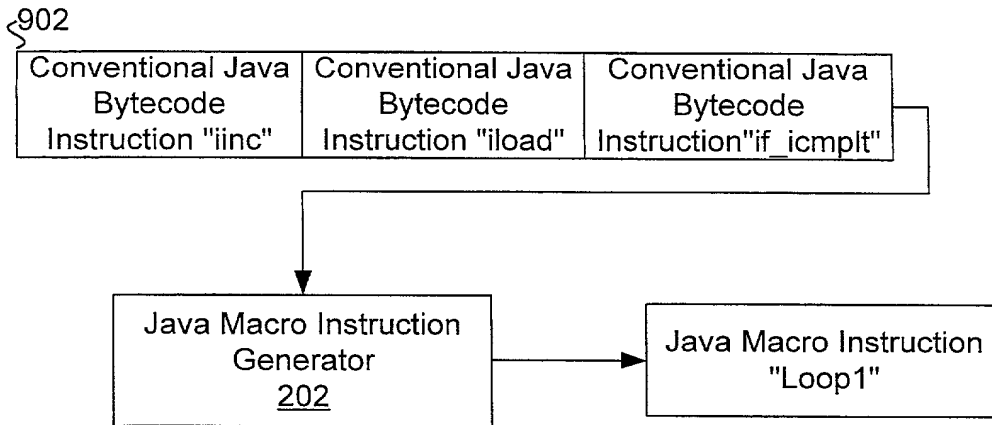 902
Conventional Java
Bytecode
Instruction "iinc"
Conventional Java
Bytecode
Instruction "iload"
Conventional Java
Bytecode
Instruction"if_icmplt"
Java Macro Instruction
Generator
202
Java Macro Instruction
"Loop1"